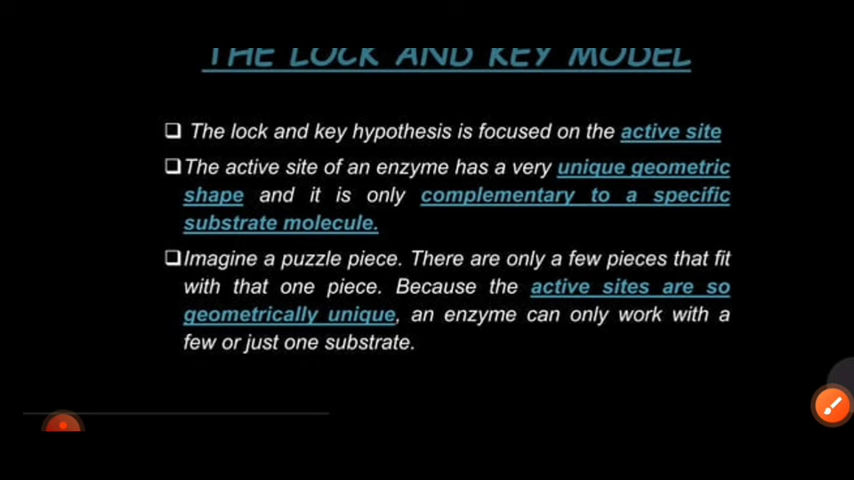 THE LOCK AND KEY MODEL
The lock and key hypothesis is focused on the active site
The active site of an enzyme has a very unique geometric
shape and it is only complementary to a specific
substrate molecule.
Imagine a puzzle piece. There are only a few pieces that fit
with that one piece. Because the active sites are so
geometrically unique, an enzyme can only work with a
few or just one substrate.